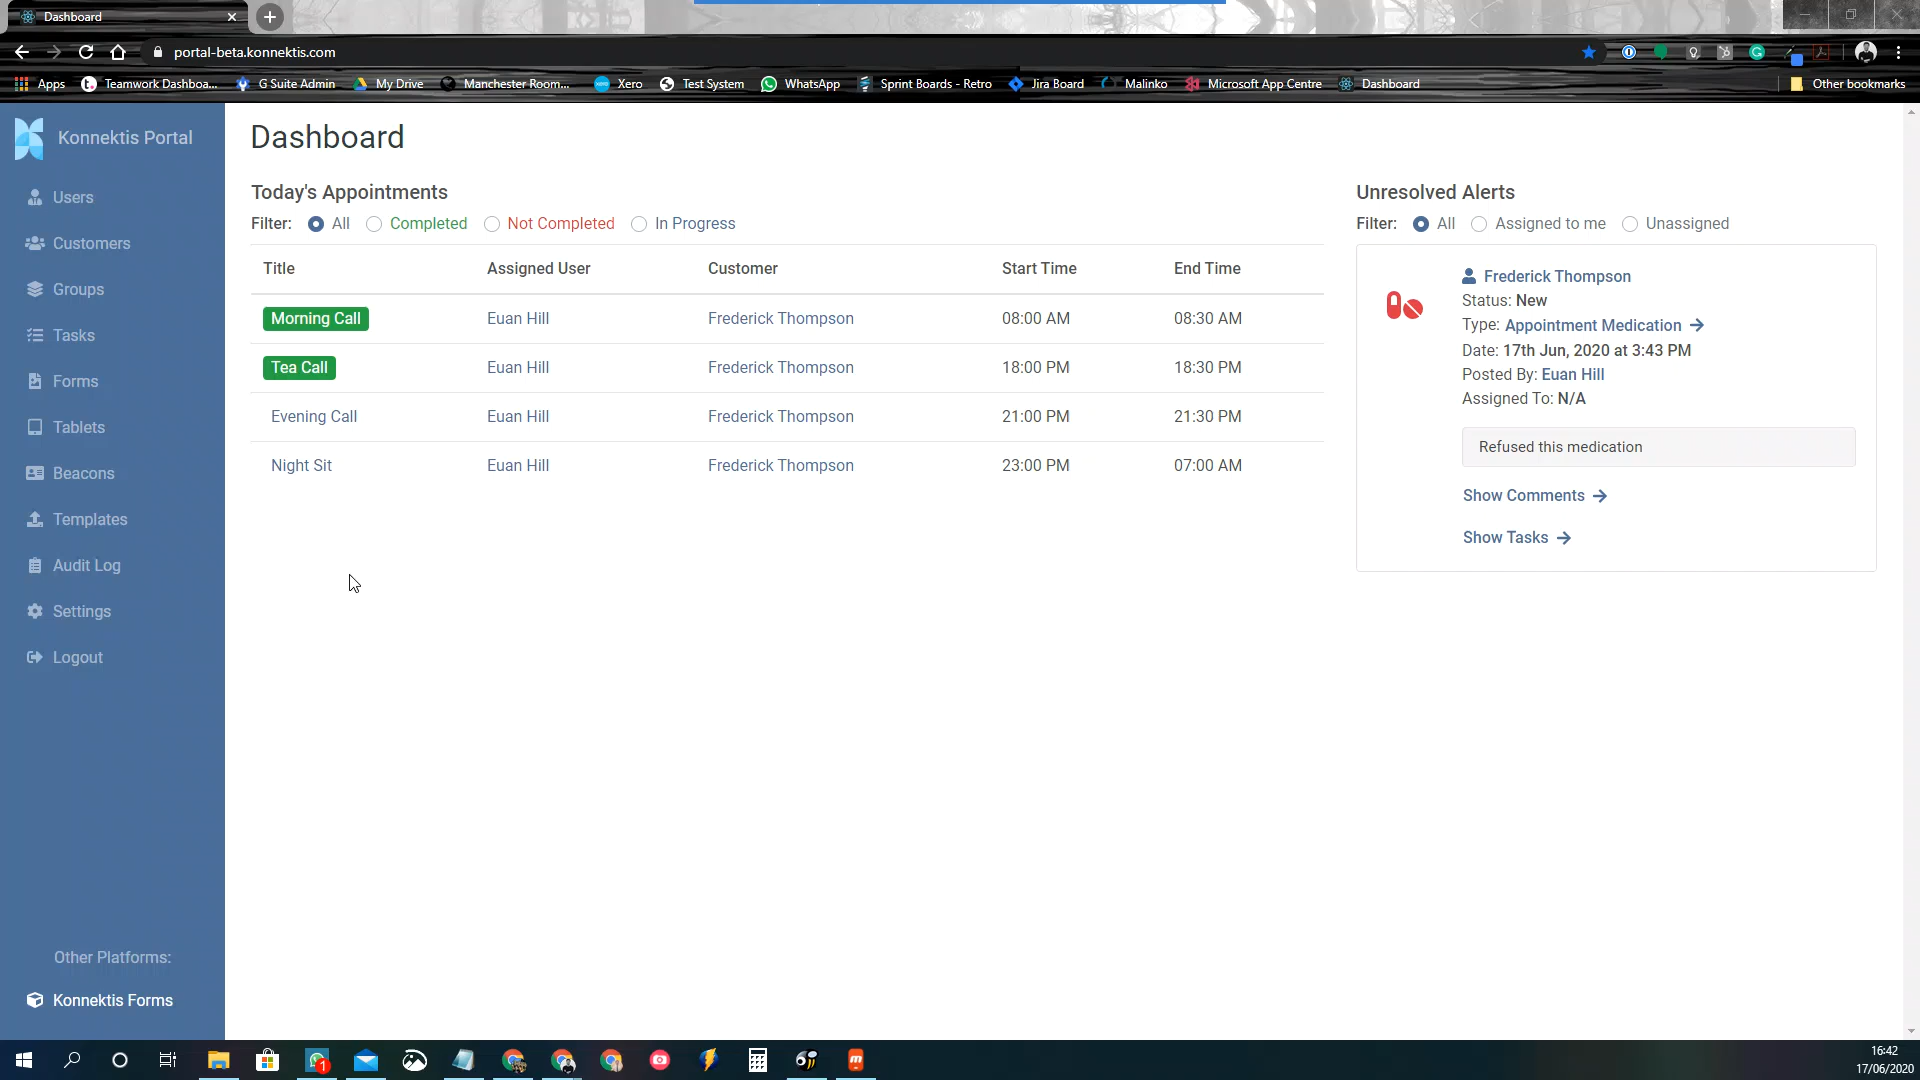 Dashboard
portal-beta.konnektis.com
Apps Teamwork Dashboa... G Suite Admin My Drive Manchester Room... Xero Test System WhatsApp Sprint Boards - Retro Jira Board Malinko Microsoft App Centre Dashboard Other bookmarks
Konnektis Portal
Users
Customers
Groups
Tasks
Forms
Tablets
Beacons
Templates
Audit Log
Settings
Logout
Other Platforms:
Konnektis Forms
Dashboard
Today's Appointments
Filter: All Completed Not Completed In Progress
Title Assigned User Customer Start Time End Time
Morning Call Euan Hill Frederick Thompson 08:00 AM 08:30 AM
Tea Call Euan Hill Frederick Thompson 18:00 PM 18:30 PM
Evening Call Euan Hill Frederick Thompson 21:00 PM 21:30 PM
Night Sit Euan Hill Frederick Thompson 23:00 PM 07:00 AM
Unresolved Alerts
Filter: All Assigned to me Unassigned
Frederick Thompson
Status: New
Type: Appointment Medication
Date: 17th Jun, 2020 at 3:43 PM
Posted By: Euan Hill
Assigned To: N/A
Refused this medication
Show Comments
Show Tasks
1
16:42
17/06/2020